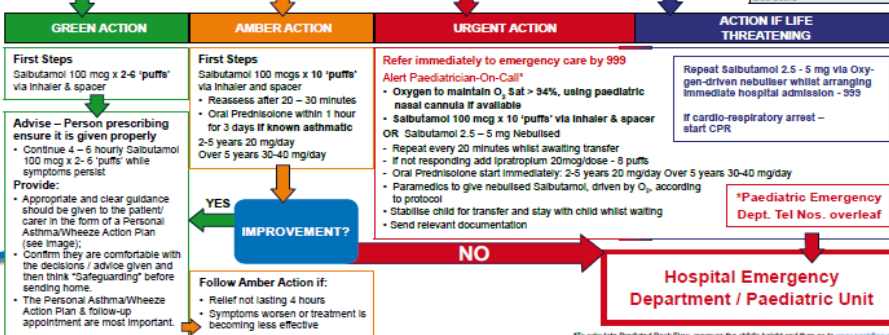 GREEN ACTION
AMBER ACTION
URGENT ACTION
ACTION IF LIFE
THREATENING
First Steps
Salbutamol 100 mcg x 2-6 'puffs'
via inhaler & spacer
Advise – Person prescribing
ensure it is given properly
• Continue 4 – 6 hourly Salbutamol
100 mcg x 2- 6 'puffs' while
symptoms persist
Provide:
• Appropriate and clear guidance
should be given to the patient/
carer in the form of a Personal
Asthma/Wheeze Action Plan
(see image);
• Confirm they are comfortable with
the decisions / advice given and
then think "Safeguarding" before
sending home.
• The Personal Asthma/Wheeze
Action Plan & follow-up
appointment are most important.
First Steps
Salbutamol 100 mcgs x 10 'puffs'
via inhaler and spacer
• Reassess after 20 – 30 minutes
• Oral Prednisolone within 1 hour
for 3 days if known asthmatic
2-5 years 20 mg/day
Over 5 years 30-40 mg/day
YES
IMPROVEMENT?
NO
Follow Amber Action if:
• Relief not lasting 4 hours
• Symptoms worsen or treatment is
becoming less effective
Refer immediately to emergency care by 999
Alert Paediatrician-On-Call*
• Oxygen to maintain O2 Sat > 94%, using paediatric
nasal cannula if available
• Salbutamol 100 mcg x 10 'puffs' via inhaler & spacer
OR Salbutamol 2.5 – 5 mg Nebulised
- Repeat every 20 minutes whilst awaiting transfer
- If not responding add Ipratropium 20mcg/dose - 8 puffs
- Oral Prednisolone start immediately: 2-5 years 20 mg/day Over 5 years 30-40 mg/day
• Paramedics to give nebulised Salbutamol, driven by O2, according
to protocol
• Stabilise child for transfer and stay with child whilst waiting
• Send relevant documentation
Repeat Salbutamol 2.5 - 5 mg via Oxy-
gen-driven nebuliser whilst arranging
immediate hospital admission - 999
If cardio-respiratory arrest –
start CPR
*Paediatric Emergency
Dept. Tel Nos. overleaf
Hospital Emergency
Department / Paediatric Unit